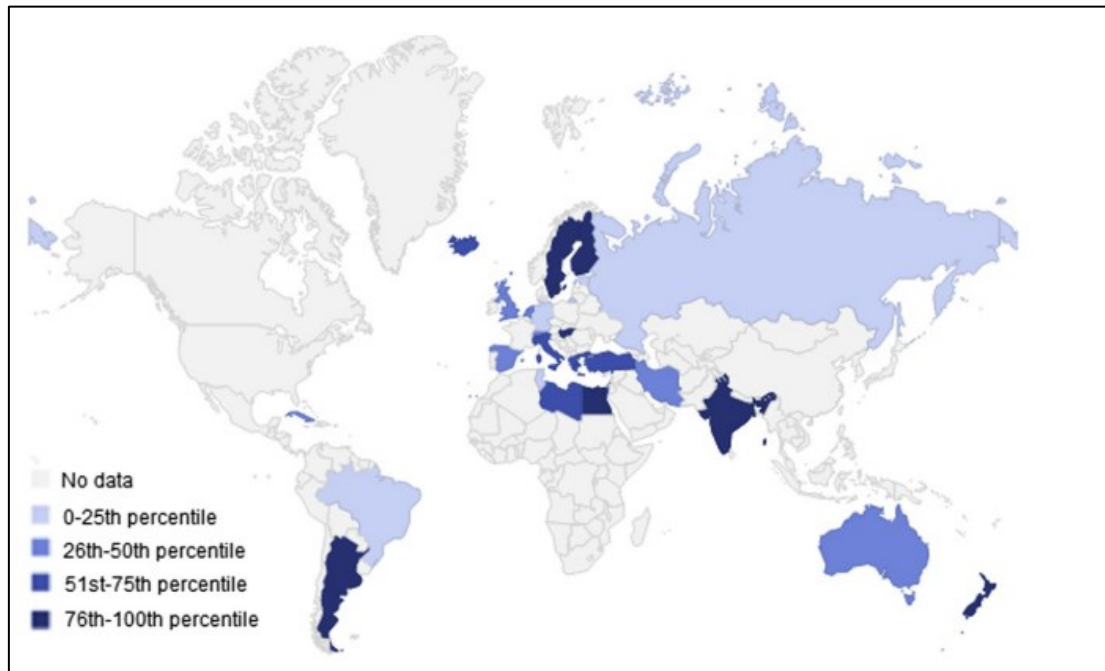 No data
0-25th percentile
26th-50th percentile
51st-75th percentile
76th-100th percentile